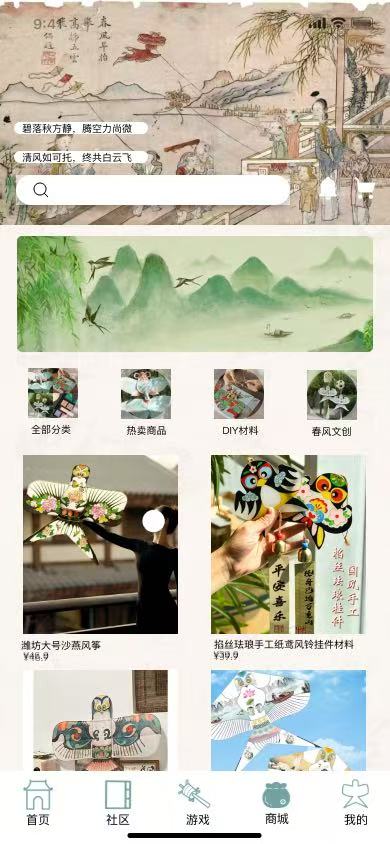 9:4
碧落秋方静，腾空力尚微
清风如可托，终共白云飞
全部分类
热卖商品
DIY材料
春风文创
平安喜乐
掐丝珐琅挂件
国风手工
潍坊大号沙燕风筝
¥48.9
掐丝珐琅手工纸鸢风铃挂件材料
¥39.9
首页
社区
游戏
商城
我的